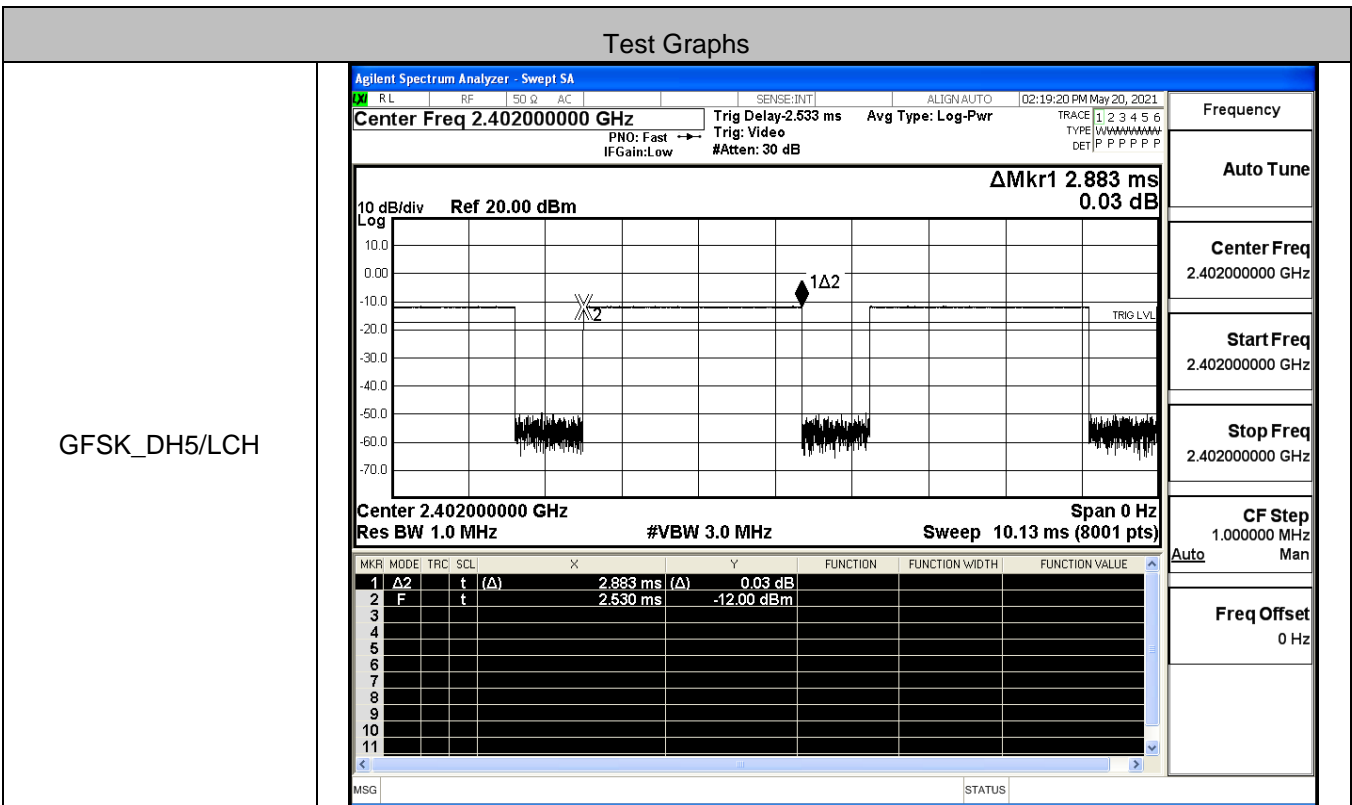 Test Graphs
GFSK_DH5/LCH
Agilent Spectrum Analyzer - Swept SA
LXI RL RF 50 Ω AC SENSE:INT ALIGN AUTO 02:19:20 PM May 20, 2021
Center Freq 2.402000000 GHz
PNO: Fast
IFGain:Low
Trig Delay-2.533 ms
Trig: Video
#Atten: 30 dB
Avg Type: Log-Pwr
TRACE 1 2 3 4 5 6
TYPE WWWWWW
DET P P P P P P
ΔMkr1 2.883 ms
0.03 dB
10 dB/div Ref 20.00 dBm
Log
10.0
0.00
-10.0
-20.0
-30.0
-40.0
-50.0
-60.0
-70.0
1Δ2
2
TRIG LVL
Center 2.402000000 GHz Span 0 Hz
Res BW 1.0 MHz #VBW 3.0 MHz Sweep 10.13 ms (8001 pts)
MKR MODE TRC SCL X Y FUNCTION FUNCTION WIDTH FUNCTION VALUE
1 Δ2 t (Δ) 2.883 ms (Δ) 0.03 dB
2 F t 2.530 ms -12.00 dBm
3
4
5
6
7
8
9
10
11
MSG STATUS
Frequency
Auto Tune
Center Freq
2.402000000 GHz
Start Freq
2.402000000 GHz
Stop Freq
2.402000000 GHz
CF Step
1.000000 MHz
Auto Man
Freq Offset
0 Hz